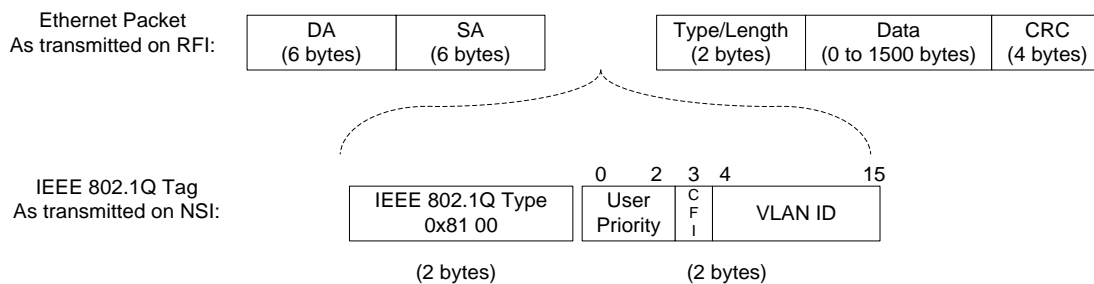 Ethernet Packet
As transmitted on RFI:
DA
(6 bytes)
SA
(6 bytes)
Type/Length
(2 bytes)
Data
(0 to 1500 bytes)
CRC
(4 bytes)
IEEE 802.1Q Tag
As transmitted on NSI:
IEEE 802.1Q Type
0x81 00
0 2 3 4 15
User
Priority
C
F
I
VLAN ID
(2 bytes)
(2 bytes)